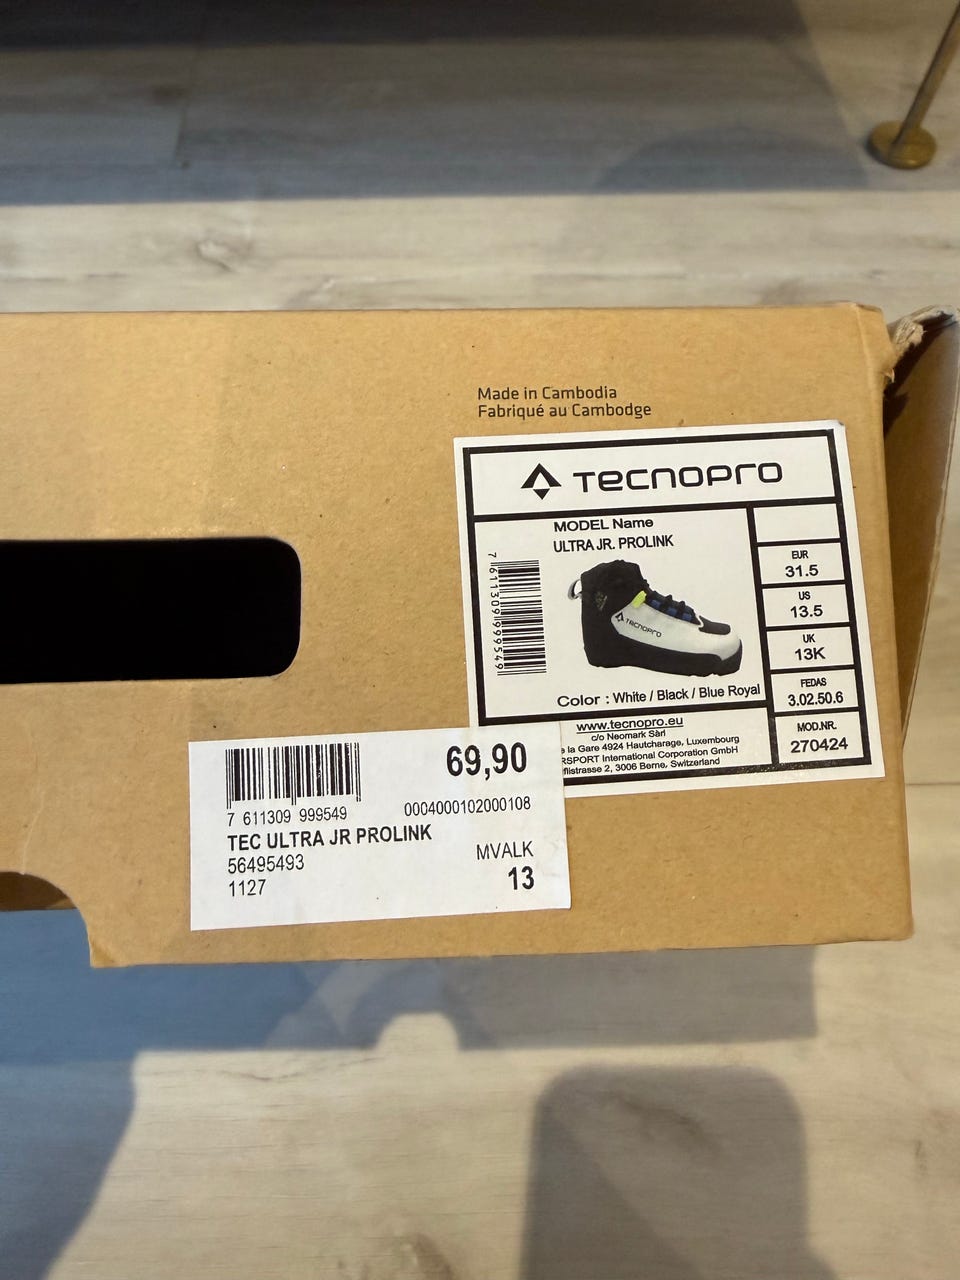 Made in Cambodia
Fabriqué au Cambodge
TECNOPRO
MODEL Name
ULTRA JR. PROLINK
7 611309 999549
TECNOPRO
Color : White / Black / Blue Royal
EUR
31.5
US
13.5
UK
13K
FEDAS
3.02.50.6
MOD.NR.
270424
www.tecnopro.eu
c/o Neomark Sàrl
la Gare 4924 Hautcharage, Luxembourg
RSPORT International Corporation GmbH
2, 3006 Berne, Switzerland
69,90
7 611309 999549
0004000102000108
TEC ULTRA JR PROLINK
56495493
MVALK
1127
13